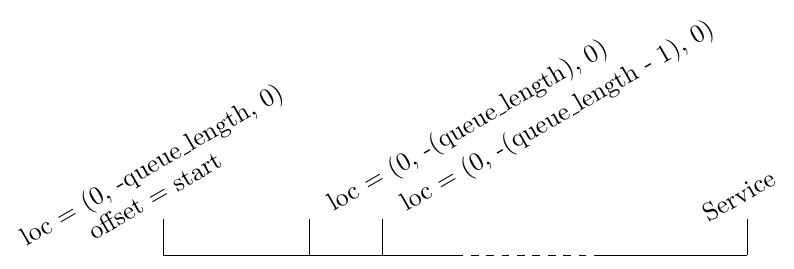 loc = (0, -queue_length, 0)
offset = start
loc = (0, -(queue_length), 0)
loc = (0, -(queue_length - 1), 0)
Service